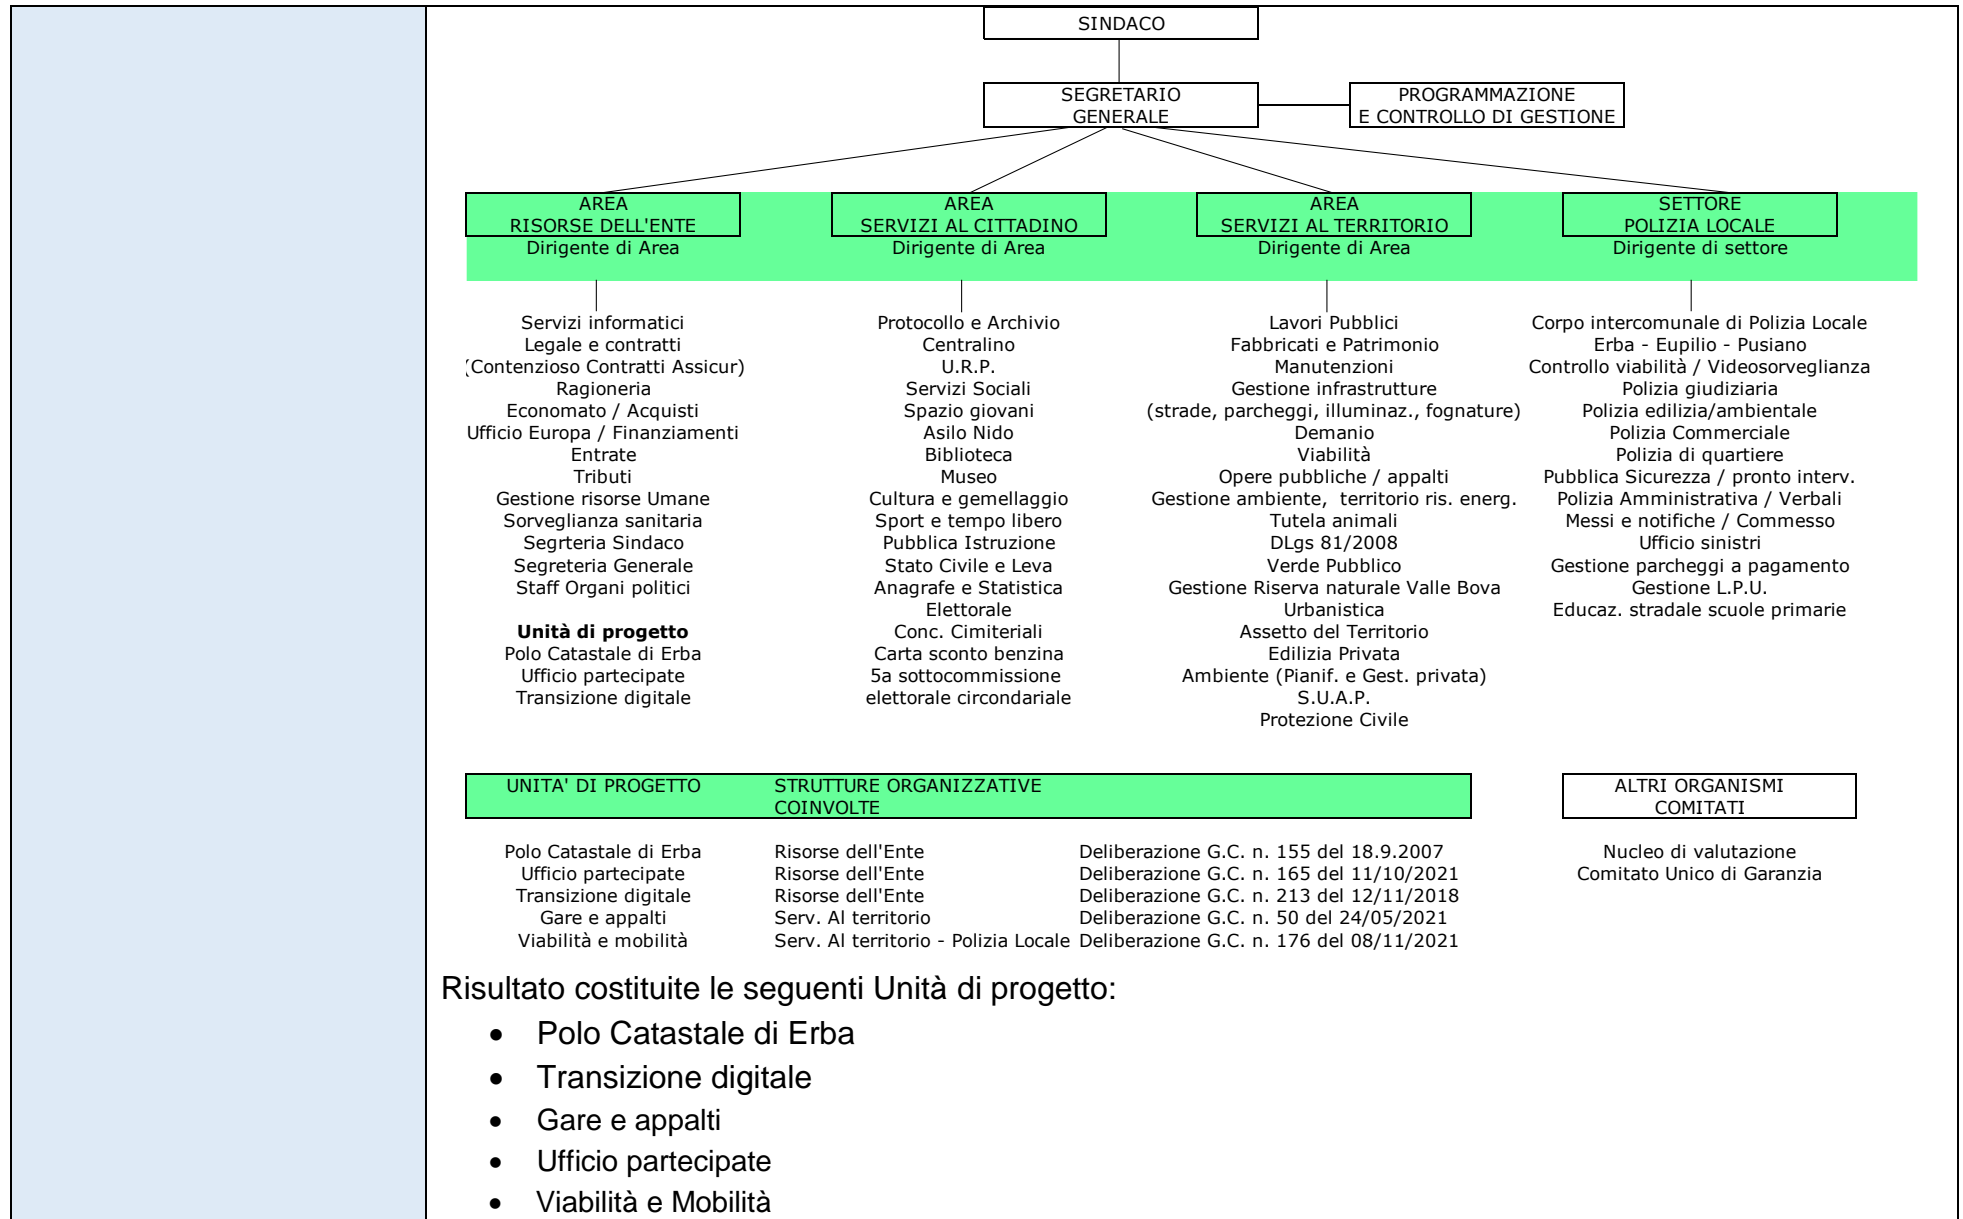 SINDACO
SEGRETARIO
GENERALE
PROGRAMMAZIONE
E CONTROLLO DI GESTIONE
AREA
RISORSE DELL'ENTE
Dirigente di Area
Servizi informatici
Legale e contratti
(Contenzioso Contratti Assicur)
Ragioneria
Economato / Acquisti
Ufficio Europa / Finanziamenti
Entrate
Tributi
Gestione risorse Umane
Sorveglianza sanitaria
Segrteria Sindaco
Segreteria Generale
Staff Organi politici
Unità di progetto
Polo Catastale di Erba
Ufficio partecipate
Transizione digitale
AREA
SERVIZI AL CITTADINO
Dirigente di Area
Protocollo e Archivio
Centralino
U.R.P.
Servizi Sociali
Spazio giovani
Asilo Nido
Biblioteca
Museo
Cultura e gemellaggio
Sport e tempo libero
Pubblica Istruzione
Stato Civile e Leva
Anagrafe e Statistica
Elettorale
Conc. Cimiteriali
Carta sconto benzina
5a sottocommissione
elettorale circondariale
AREA
SERVIZI AL TERRITORIO
Dirigente di Area
Lavori Pubblici
Fabbricati e Patrimonio
Manutenzioni
Gestione infrastrutture
(strade, parcheggi, illuminaz., fognature)
Demanio
Viabilità
Opere pubbliche / appalti
Gestione ambiente, territorio ris. energ.
Tutela animali
DLgs 81/2008
Verde Pubblico
Gestione Riserva naturale Valle Bova
Urbanistica
Assetto del Territorio
Edilizia Privata
Ambiente (Pianif. e Gest. privata)
S.U.A.P.
Protezione Civile
SETTORE
POLIZIA LOCALE
Dirigente di settore
Corpo intercomunale di Polizia Locale
Erba - Eupilio - Pusiano
Controllo viabilità / Videosorveglianza
Polizia giudiziaria
Polizia edilizia/ambientale
Polizia Commerciale
Polizia di quartiere
Pubblica Sicurezza / pronto interv.
Polizia Amministrativa / Verbali
Messi e notifiche / Commesso
Ufficio sinistri
Gestione parcheggi a pagamento
Gestione L.P.U.
Educaz. stradale scuole primarie
UNITA' DI PROGETTO STRUTTURE ORGANIZZATIVE
COINVOLTE
Polo Catastale di Erba Risorse dell'Ente Deliberazione G.C. n. 155 del 18.9.2007
Ufficio partecipate Risorse dell'Ente Deliberazione G.C. n. 165 del 11/10/2021
Transizione digitale Risorse dell'Ente Deliberazione G.C. n. 213 del 12/11/2018
Gare e appalti Serv. Al territorio Deliberazione G.C. n. 50 del 24/05/2021
Viabilità e mobilità Serv. Al territorio - Polizia Locale Deliberazione G.C. n. 176 del 08/11/2021
ALTRI ORGANISMI
COMITATI
Nucleo di valutazione
Comitato Unico di Garanzia
Risultato costituite le seguenti Unità di progetto:
• Polo Catastale di Erba
• Transizione digitale
• Gare e appalti
• Ufficio partecipate
• Viabilità e Mobilità